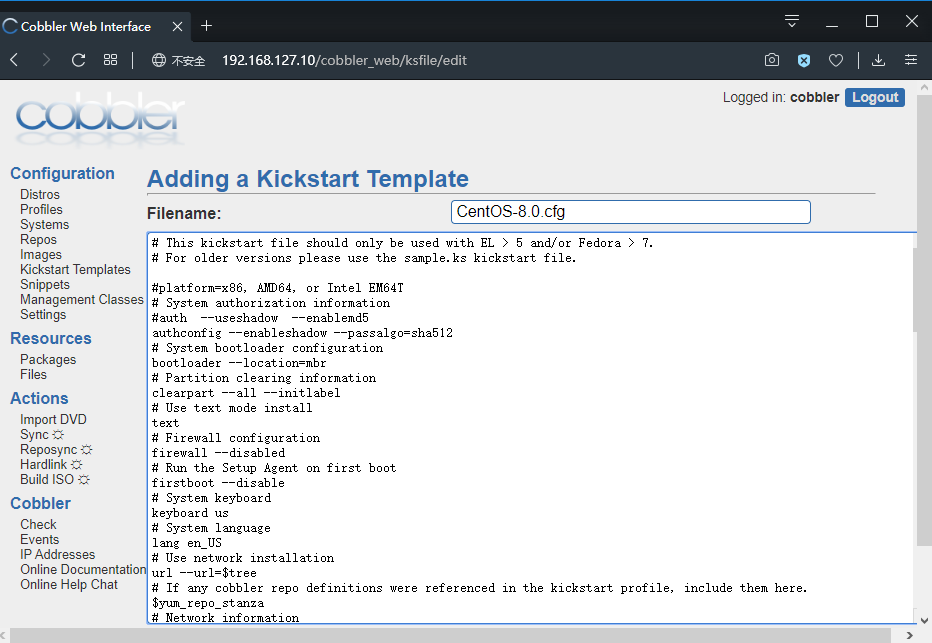 Cobbler Web Interface
不安全 192.168.127.10/cobbler_web/ksfile/edit
Logged in: cobbler Logout
cobbler
Configuration
Distros
Profiles
Systems
Repos
Images
Kickstart Templates
Snippets
Management Classes
Settings
Resources
Packages
Files
Actions
Import DVD
Sync
Reposync
Hardlink
Build ISO
Cobbler
Check
Events
IP Addresses
Online Documentation
Online Help Chat
Adding a Kickstart Template
Filename: CentOS-8.0.cfg
# This kickstart file should only be used with EL > 5 and/or Fedora > 7.
# For older versions please use the sample.ks kickstart file.
#platform=x86, AMD64, or Intel EM64T
# System authorization information
#auth  --useshadow  --enablemd5
authconfig --enableshadow --passalgo=sha512
# System bootloader configuration
bootloader --location=mbr
# Partition clearing information
clearpart --all --initlabel
# Use text mode install
text
# Firewall configuration
firewall --disabled
# Run the Setup Agent on first boot
firstboot --disable
# System keyboard
keyboard us
# System language
lang en_US
# Use network installation
url --url=$tree
# If any cobbler repo definitions were referenced in the kickstart profile, include them here.
$yum_repo_stanza
# Network information